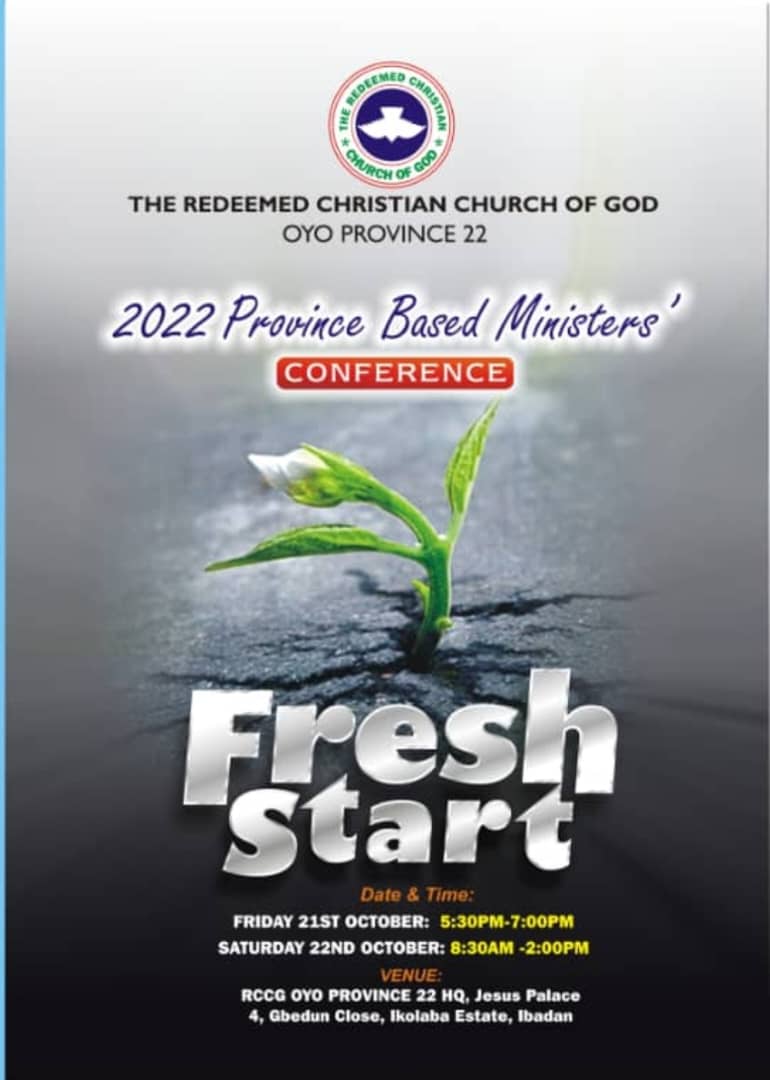 THE REDEEMED CHRISTIAN
CHURCH OF GOD
THE REDEEMED CHRISTIAN CHURCH OF GOD
OYO PROVINCE 22
2022 Province Based Ministers'
CONFERENCE
Fresh
Start
Date & Time:
FRIDAY 21ST OCTOBER: 5:30PM-7:00PM
SATURDAY 22ND OCTOBER: 8:30AM -2:00PM
VENUE:
RCCG OYO PROVINCE 22 HQ, Jesus Palace
4, Gbedun Close, Ikolaba Estate, Ibadan